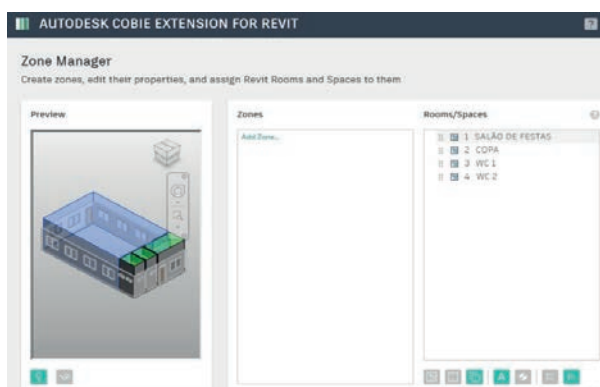 AUTODESK COBIE EXTENSION FOR REVIT
Zone Manager
Create zones, edit their properties, and assign Revit Rooms and Spaces to them
Preview
Zones
Add Zone...
Rooms/Spaces
1 SALÃO DE FESTAS
2 COPA
3 WC 1
4 WC 2